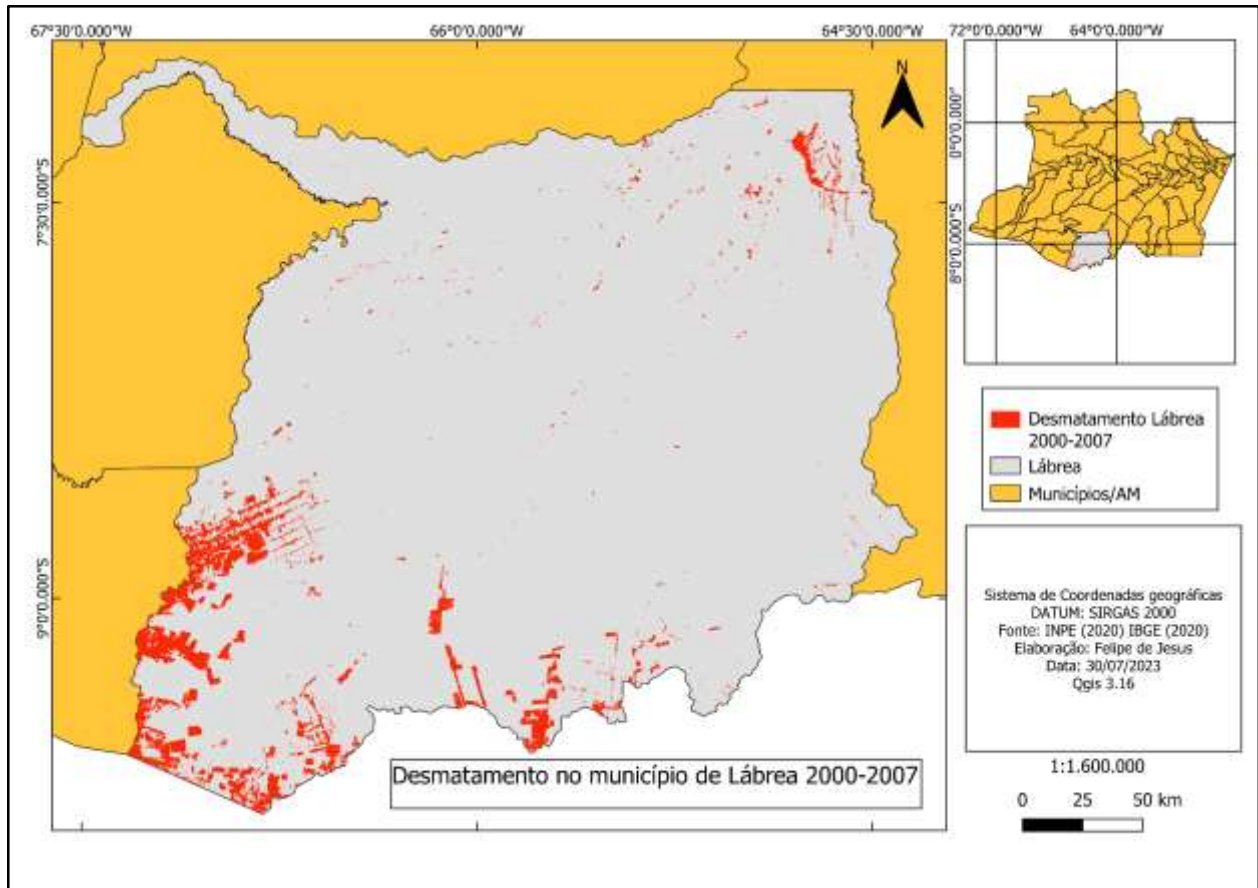 67°30'0.000"W
66°0'0.000"W
64°30'0.000"W
72°0'0.000"W
64°0'0.000"W
N
7°30'0.000"S
9°0'0.000"S
0°0'0.000"
8°0'0.000"S
Desmatamento Lábrea
2000-2007
Lábrea
Municípios/AM
Sistema de Coordenadas geográficas
DATUM: SIRGAS 2000
Fonte: INPE (2020) IBGE (2020)
Elaboração: Felipe de Jesus
Data: 30/07/2023
Qgis 3.16
1:1.600.000
0 25 50 km
Desmatamento no município de Lábrea 2000-2007